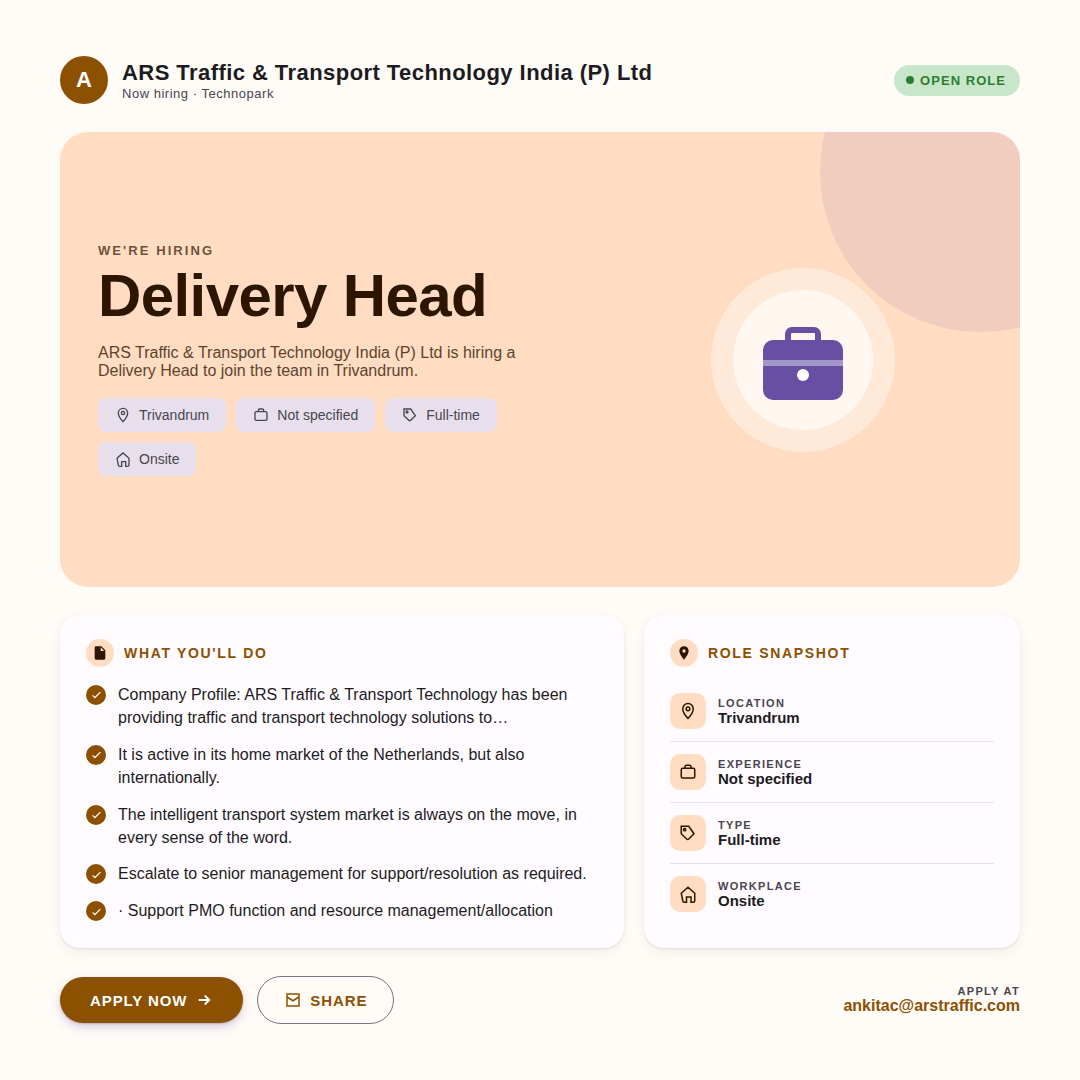 A
ARS Traffic & Transport Technology India (P) Ltd
Now hiring · Technopark
OPEN ROLE
WE'RE HIRING
Delivery Head
ARS Traffic & Transport Technology India (P) Ltd is hiring a
Delivery Head to join the team in Trivandrum.
Trivandrum
Not specified
Full-time
Onsite
WHAT YOU'LL DO
Company Profile: ARS Traffic & Transport Technology has been
providing traffic and transport technology solutions to…
It is active in its home market of the Netherlands, but also
internationally.
The intelligent transport system market is always on the move, in
every sense of the word.
Escalate to senior management for support/resolution as required.
· Support PMO function and resource management/allocation
ROLE SNAPSHOT
LOCATION
Trivandrum
EXPERIENCE
Not specified
TYPE
Full-time
WORKPLACE
Onsite
APPLY NOW
SHARE
APPLY AT
ankitac@arstraffic.com